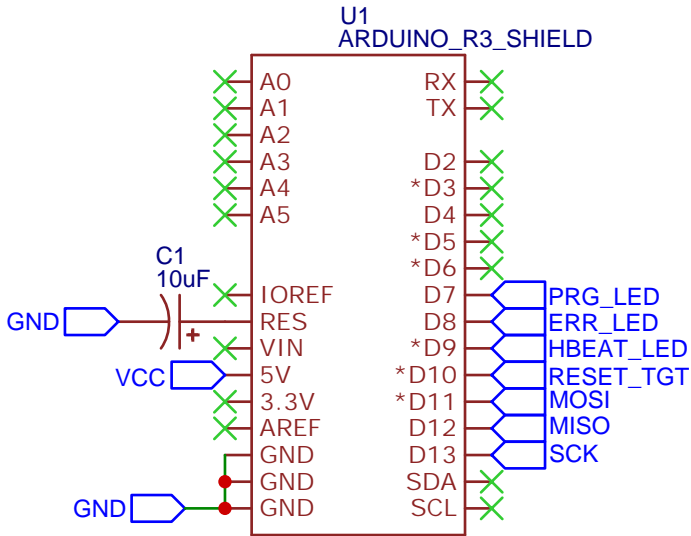 U1
ARDUINO_R3_SHIELD
A0
A1
A2
A3
A4
A5
IOREF
RES
VIN
5V
3.3V
AREF
GND
GND
GND
RX
TX
D2
*D3
D4
*D5
*D6
D7
D8
*D9
*D10
*D11
D12
D13
SDA
SCL
C1
10uF
+
GND
VCC
GND
PRG_LED
ERR_LED
HBEAT_LED
RESET_TGT
MOSI
MISO
SCK